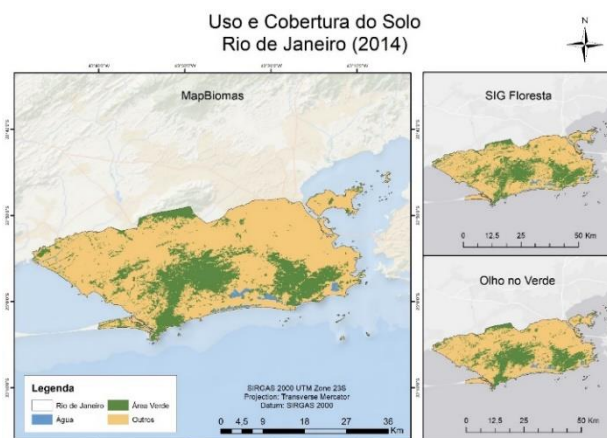 Uso e Cobertura do Solo
Rio de Janeiro (2014)
N
MapBiomas
SIG Floresta
0 12.5 25 50 Km
Olho no Verde
0 12.5 25 50 Km
Legenda
Rio de Janeiro
Área Verde
Água
Outros
SIRGAS 2000 UTM Zone 23S
Projection: Transverse Mercator
Datum: SIRGAS 2000
0 4.5 9 18 27 36
Km